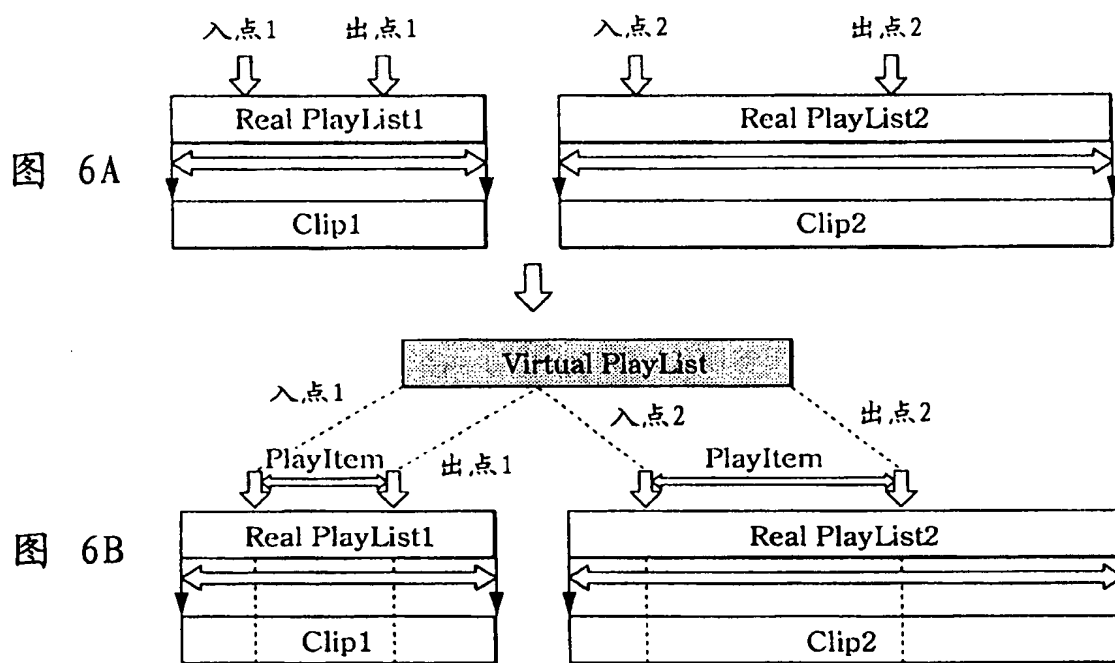 入点1 出点1 入点2 出点2
Real PlayList1 Real PlayList2
图 6A
Clip1 Clip2
Virtual PlayList
入点1 入点2 出点2
PlayItem 出点1 PlayItem
Real PlayList1 Real PlayList2
图 6B
Clip1 Clip2